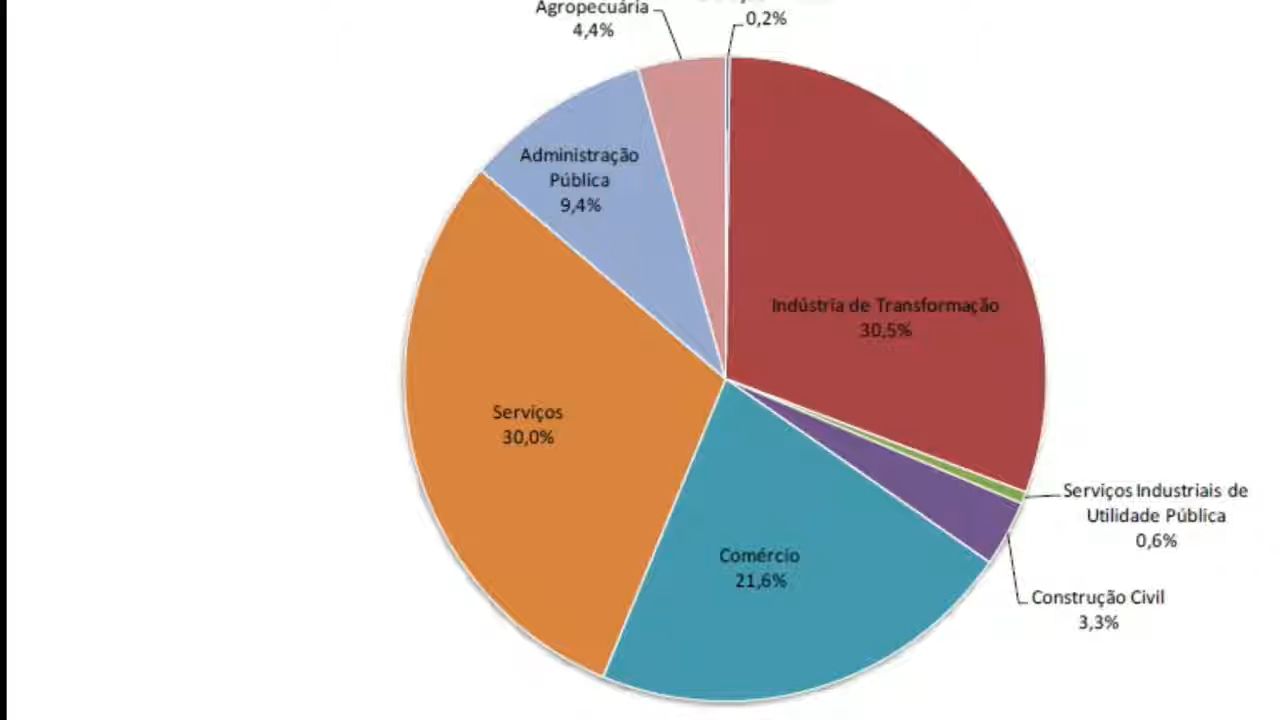 Agropecuária
4,4%
0,2%
Administração
Pública
9,4%
Indústria de Transformação
30,5%
Serviços
30,0%
Serviços Industriais de
Utilidade Pública
0,6%
Comércio
21,6%
Construção Civil
3,3%